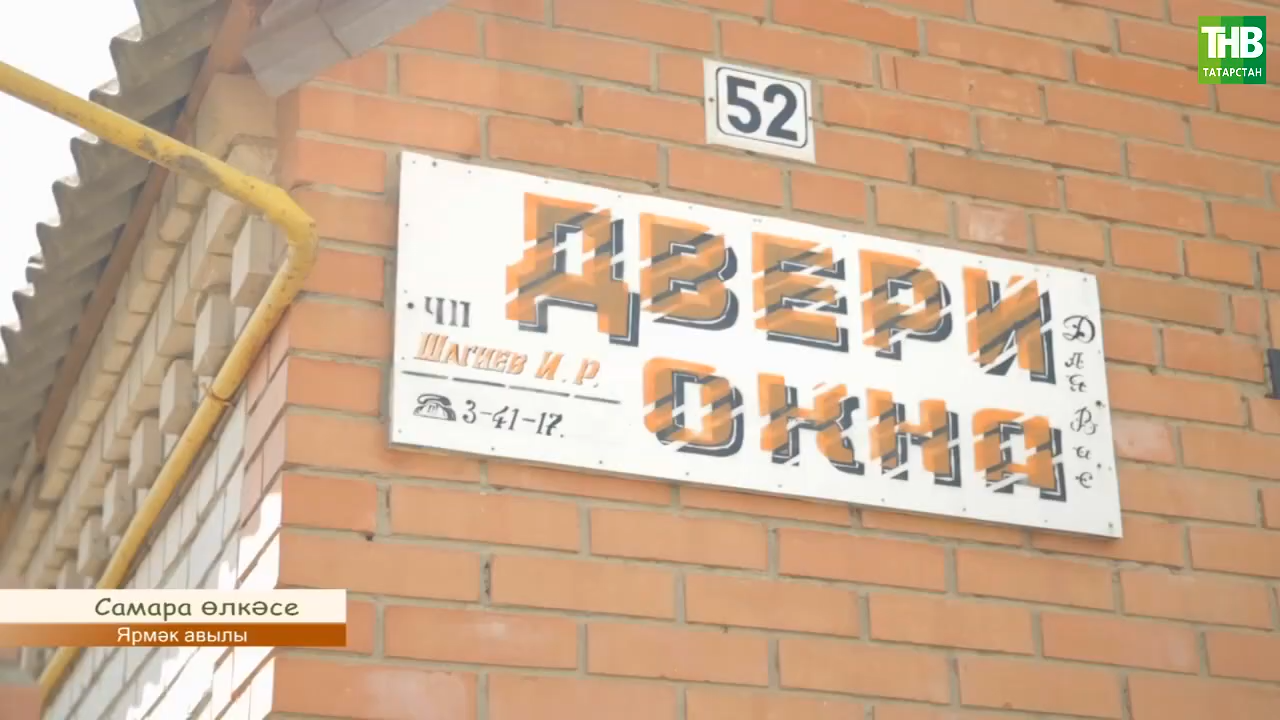 ТНВ
ТАТАРСТАН
52
ДВЕРИ
ОКНА
ЧП
Шагиев И. Р.
3-41-17.
Самара өлкәсе
Ярмәк авылы